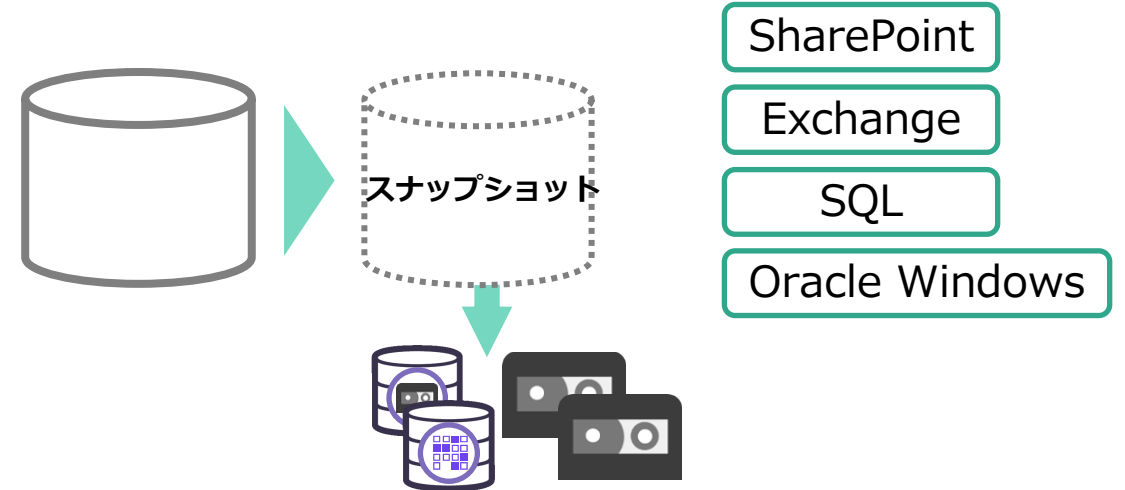 SharePoint
Exchange
スナップショット
SQL
Oracle Windows